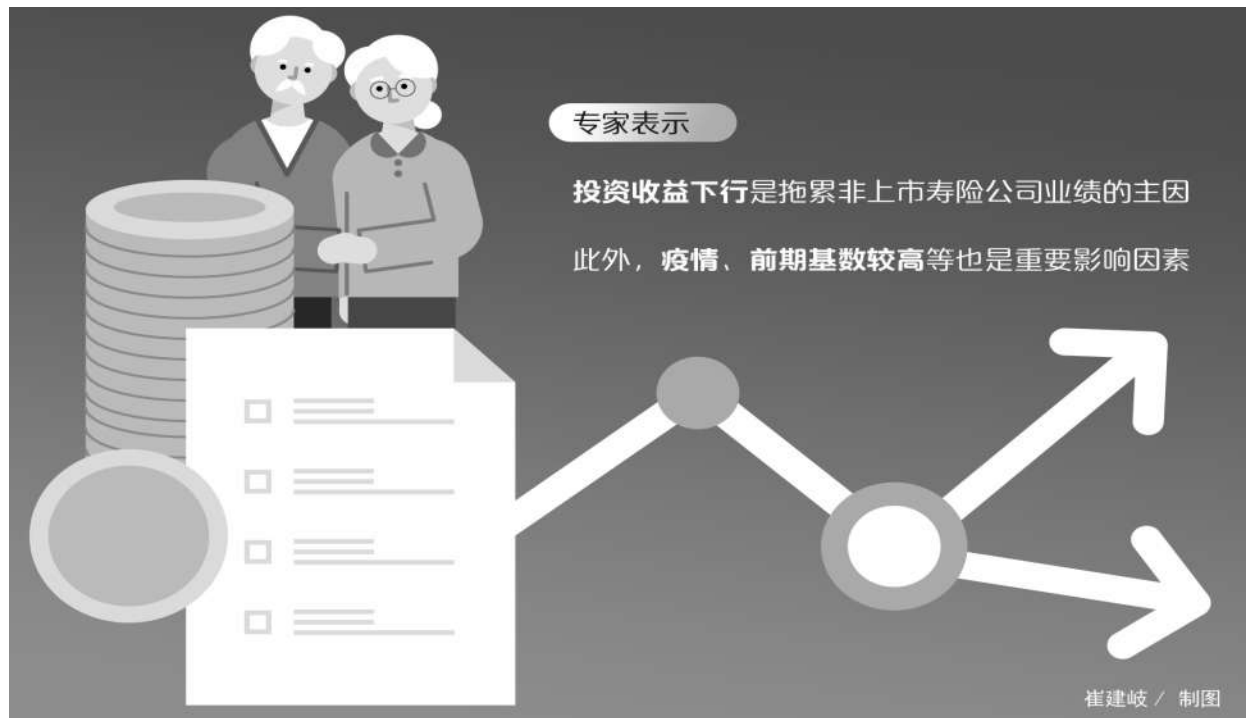 专家表示
投资收益下行是拖累非上市寿险公司业绩的主因
此外，疫情、前期基数较高等也是重要影响因素
崔建岐／ 制图